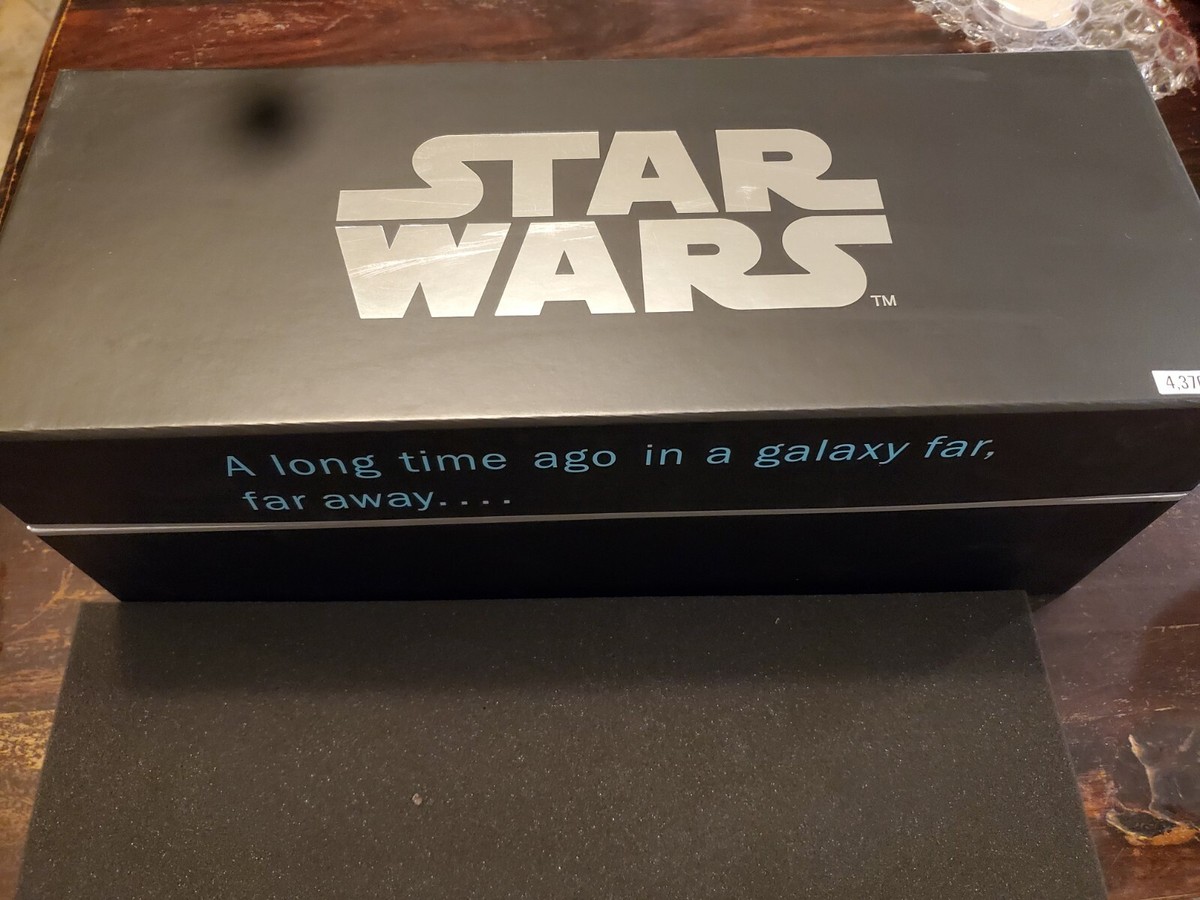 STAR
WARS
TM
A long time ago in a galaxy far,
far away....